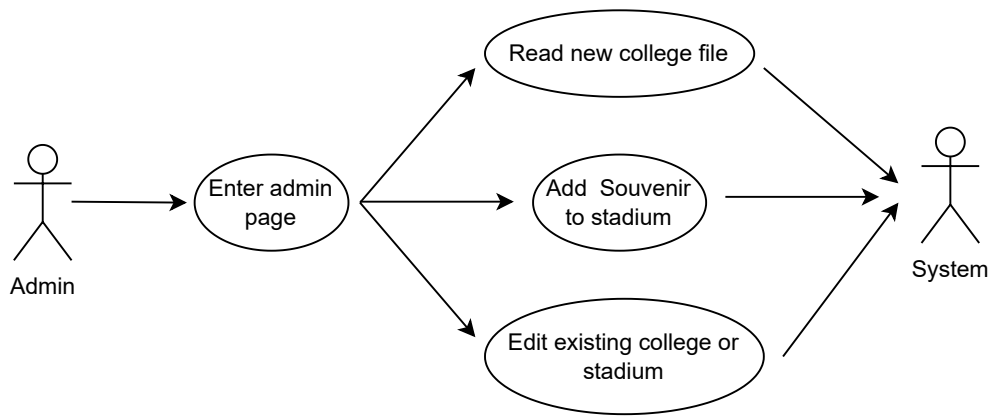 Read new college file
Enter admin
page
Add  Souvenir
to stadium
System
Admin
Edit existing college or
stadium